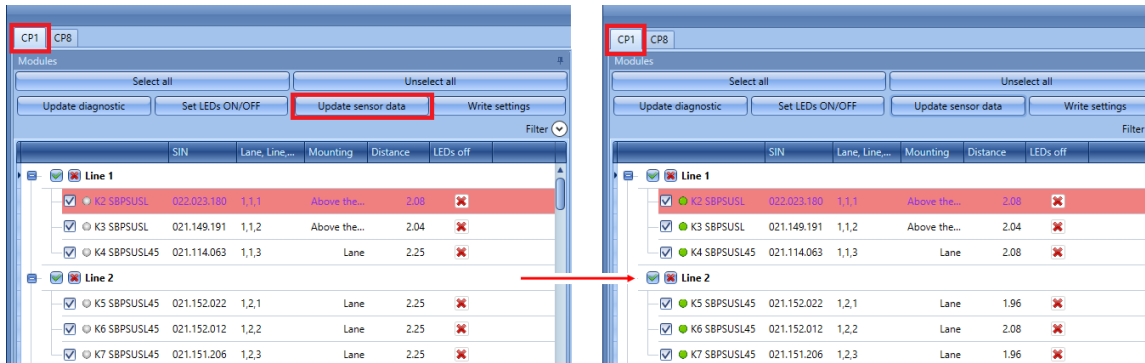 CP1 CP8
Modules
Select all Unselect all
Update diagnostic Set LEDs ON/OFF Update sensor data Write settings
Filter
SIN Lane, Line,... Mounting Distance LEDs off
Line 1
K2 SBPSUSL 022.023.180 1,1,1 Above the... 2.08
K3 SBPSUSL 021.149.191 1,1,2 Above the... 2.04
K4 SBPSUSL45 021.114.063 1,1,3 Lane 2.25
Line 2
K5 SBPSUSL45 021.152.022 1,2,1 Lane 2.25
K6 SBPSUSL45 021.152.012 1,2,2 Lane 2.25
K7 SBPSUSL45 021.151.206 1,2,3 Lane 2.25
CP1 CP8
Modules
Select all Unselect all
Update diagnostic Set LEDs ON/OFF Update sensor data Write settings
Filter
SIN Lane, Line,... Mounting Distance LEDs off
Line 1
K2 SBPSUSL 022.023.180 1,1,1 Above the... 2.08
K3 SBPSUSL 021.149.191 1,1,2 Above the... 2.04
K4 SBPSUSL45 021.114.063 1,1,3 Lane 2.08
Line 2
K5 SBPSUSL45 021.152.022 1,2,1 Lane 1.96
K6 SBPSUSL45 021.152.012 1,2,2 Lane 2.08
K7 SBPSUSL45 021.151.206 1,2,3 Lane 1.96